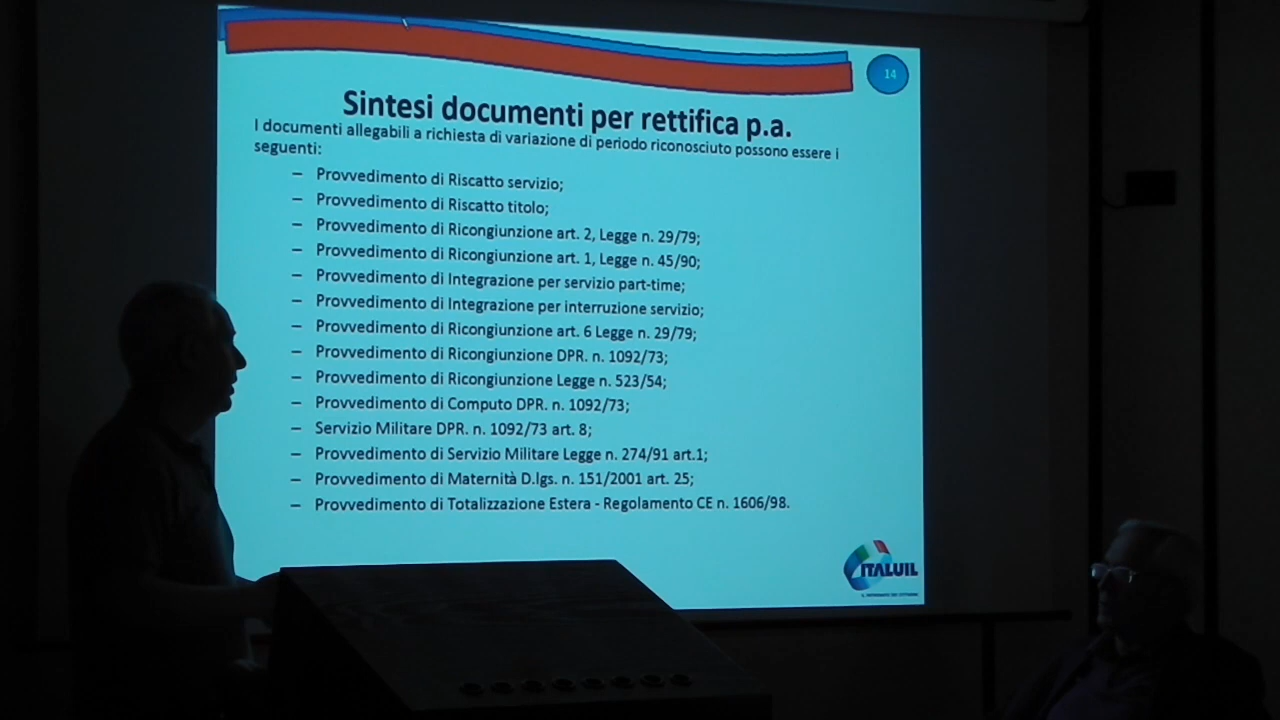 14
Sintesi documenti per rettifica p.a.
I documenti allegabili a richiesta di variazione di periodo riconosciuto possono essere i
seguenti:
– Provvedimento di Riscatto servizio;
– Provvedimento di Riscatto titolo;
– Provvedimento di Ricongiunzione art. 2, Legge n. 29/79;
– Provvedimento di Ricongiunzione art. 1, Legge n. 45/90;
– Provvedimento di Integrazione per servizio part-time;
– Provvedimento di Integrazione per interruzione servizio;
– Provvedimento di Ricongiunzione art. 6 Legge n. 29/79;
– Provvedimento di Ricongiunzione DPR. n. 1092/73;
– Provvedimento di Ricongiunzione Legge n. 523/54;
– Provvedimento di Computo DPR. n. 1092/73;
– Servizio Militare DPR. n. 1092/73 art. 8;
– Provvedimento di Servizio Militare Legge n. 274/91 art.1;
– Provvedimento di Maternità D.lgs. n. 151/2001 art. 25;
– Provvedimento di Totalizzazione Estera - Regolamento CE n. 1606/98.
ITALUIL